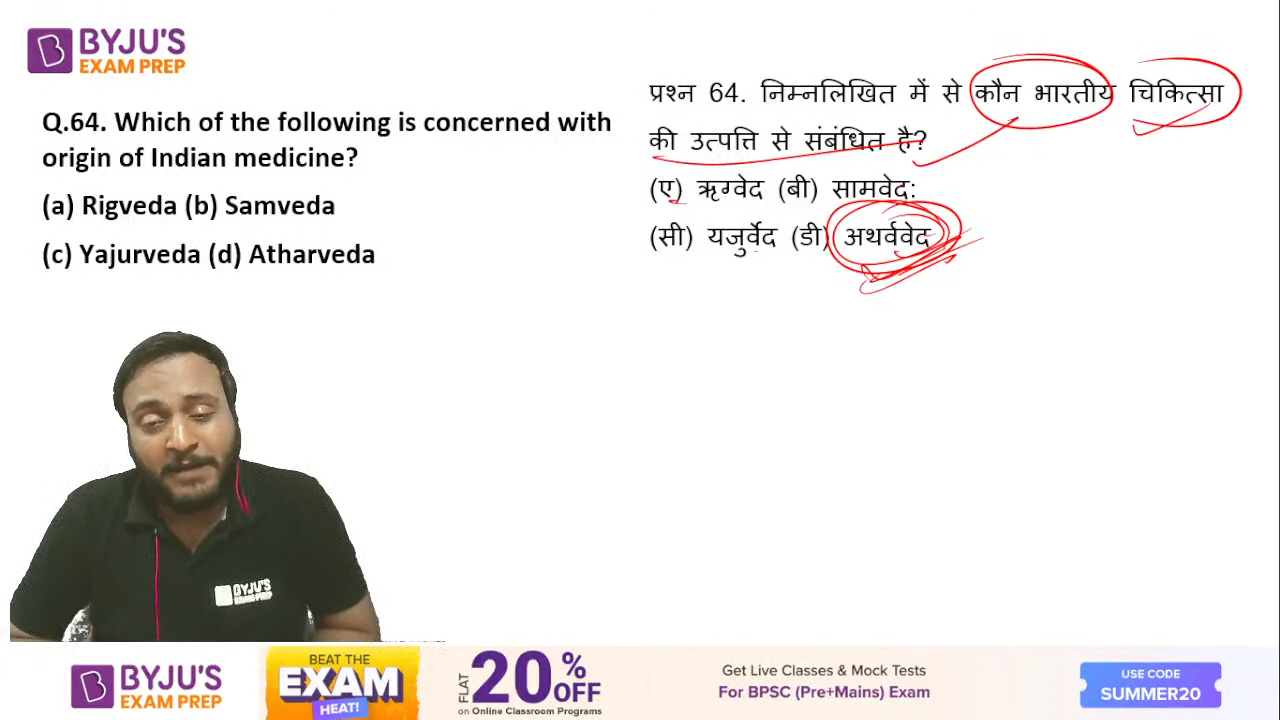 BYJU'S
EXAM PREP
Q.64. Which of the following is concerned with
origin of Indian medicine?
(a) Rigveda (b) Samveda
(c) Yajurveda (d) Atharveda
प्रश्न 64. निम्नलिखित में से कौन भारतीय चिकित्सा
की उत्पत्ति से संबंधित है?
(ए) ऋग्वेद (बी) सामवेद:
(सी) यजुर्वेद (डी) अथर्ववेद
BYJU'S
EXAM PREP
BYJU'S
EXAM PREP
BEAT THE
EXAM
HEAT!
FLAT 20% OFF
on Online Classroom Programs
Get Live Classes & Mock Tests
For BPSC (Pre+Mains) Exam
USE CODE
SUMMER20